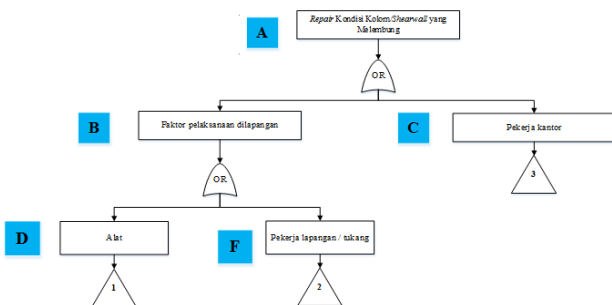 A
Repair Kondisi Kolom/Shearwall yang
Melembung
OR
B
Faktor pelaksanaan dilapangan
C
Pekerja kantor
OR
3
D
Alat
F
Pekerja lapangan / tukang
1
2